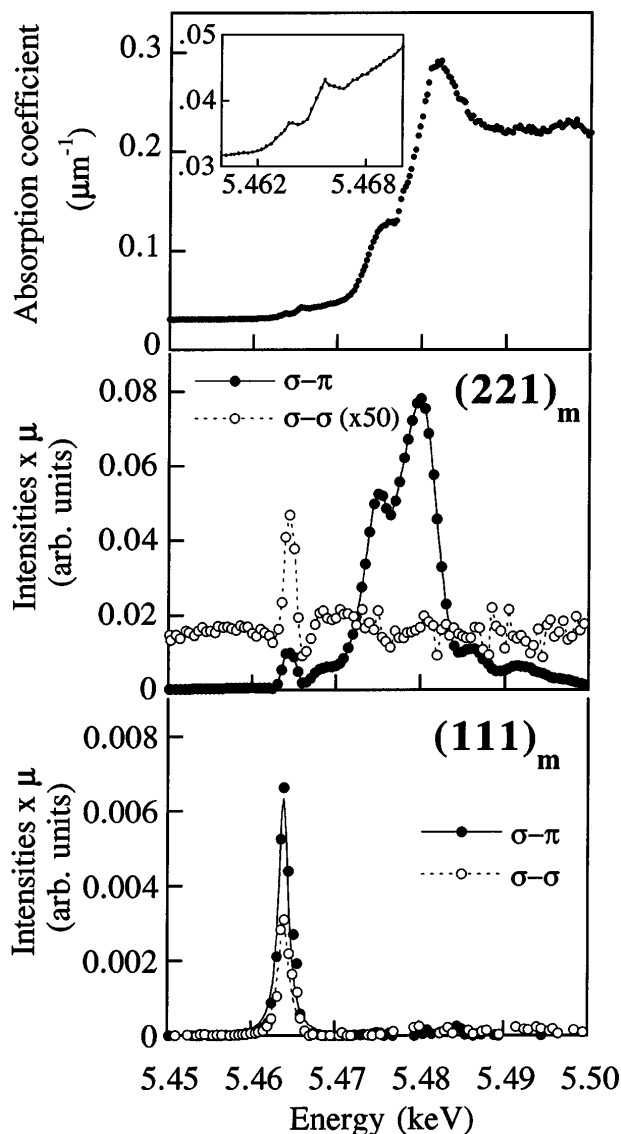 Absorption coefficient
(μm⁻¹)
0.3
0.2
0.1
0
.05
.04
.03
5.462 5.468
Intensities x μ
(arb. units)
0.08
0.06
0.04
0.02
0
σ−π
σ−σ (x50)
(221)m
Intensities x μ
(arb. units)
0.008
0.006
0.004
0.002
0
(111)m
σ−π
σ−σ
5.45 5.46 5.47 5.48 5.49 5.50
Energy (keV)